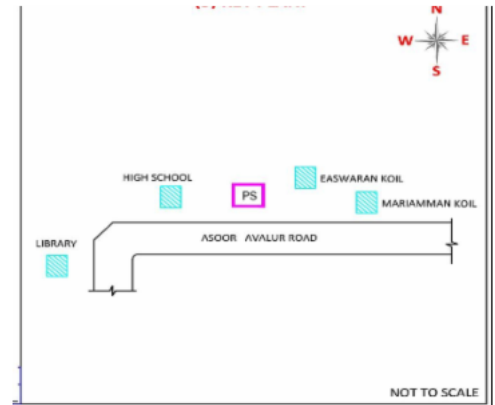 N
W E
S
HIGH SCHOOL
PS
EASWARAN KOIL
MARIAMMAN KOIL
ASOOR AVALUR ROAD
LIBRARY
NOT TO SCALE